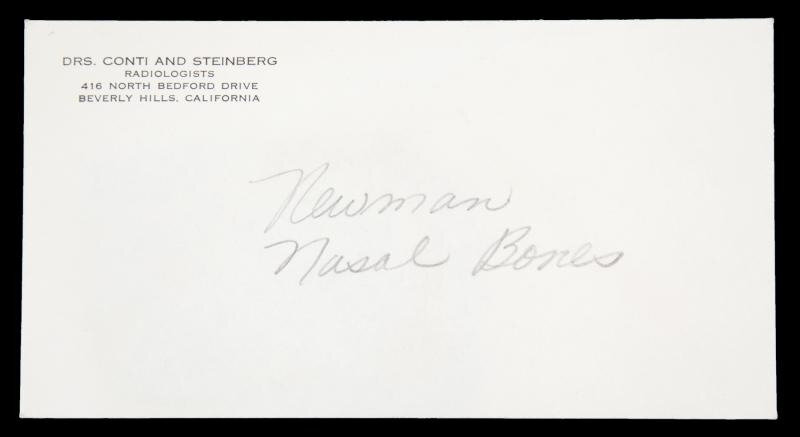 DRS. CONTI AND STEINBERG
RADIOLOGISTS
416 NORTH BEDFORD DRIVE
BEVERLY HILLS, CALIFORNIA
Newman
Nasal Bones